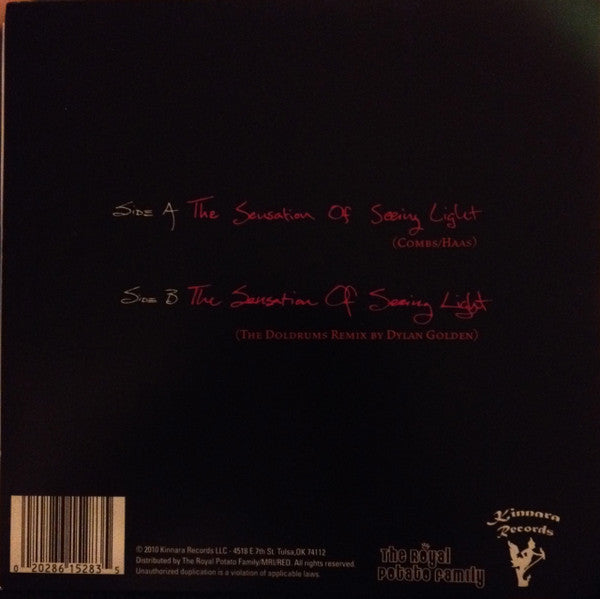 Side A The Sensation Of Seeing Light
(Combs/Haas)
Side B The Sensation Of Seeing Light
(The Doldrums Remix by Dylan Golden)
0 20286 15283 5
© 2010 Kinnara Records LLC - 4518 E.7th St. Tulsa,OK 74112
Distributed by The Royal Potato Family/MRI/RED. All rights reserved.
Unauthorized duplication is a violation of applicable laws.
The Royal
Potato Family
Kinnara
Records